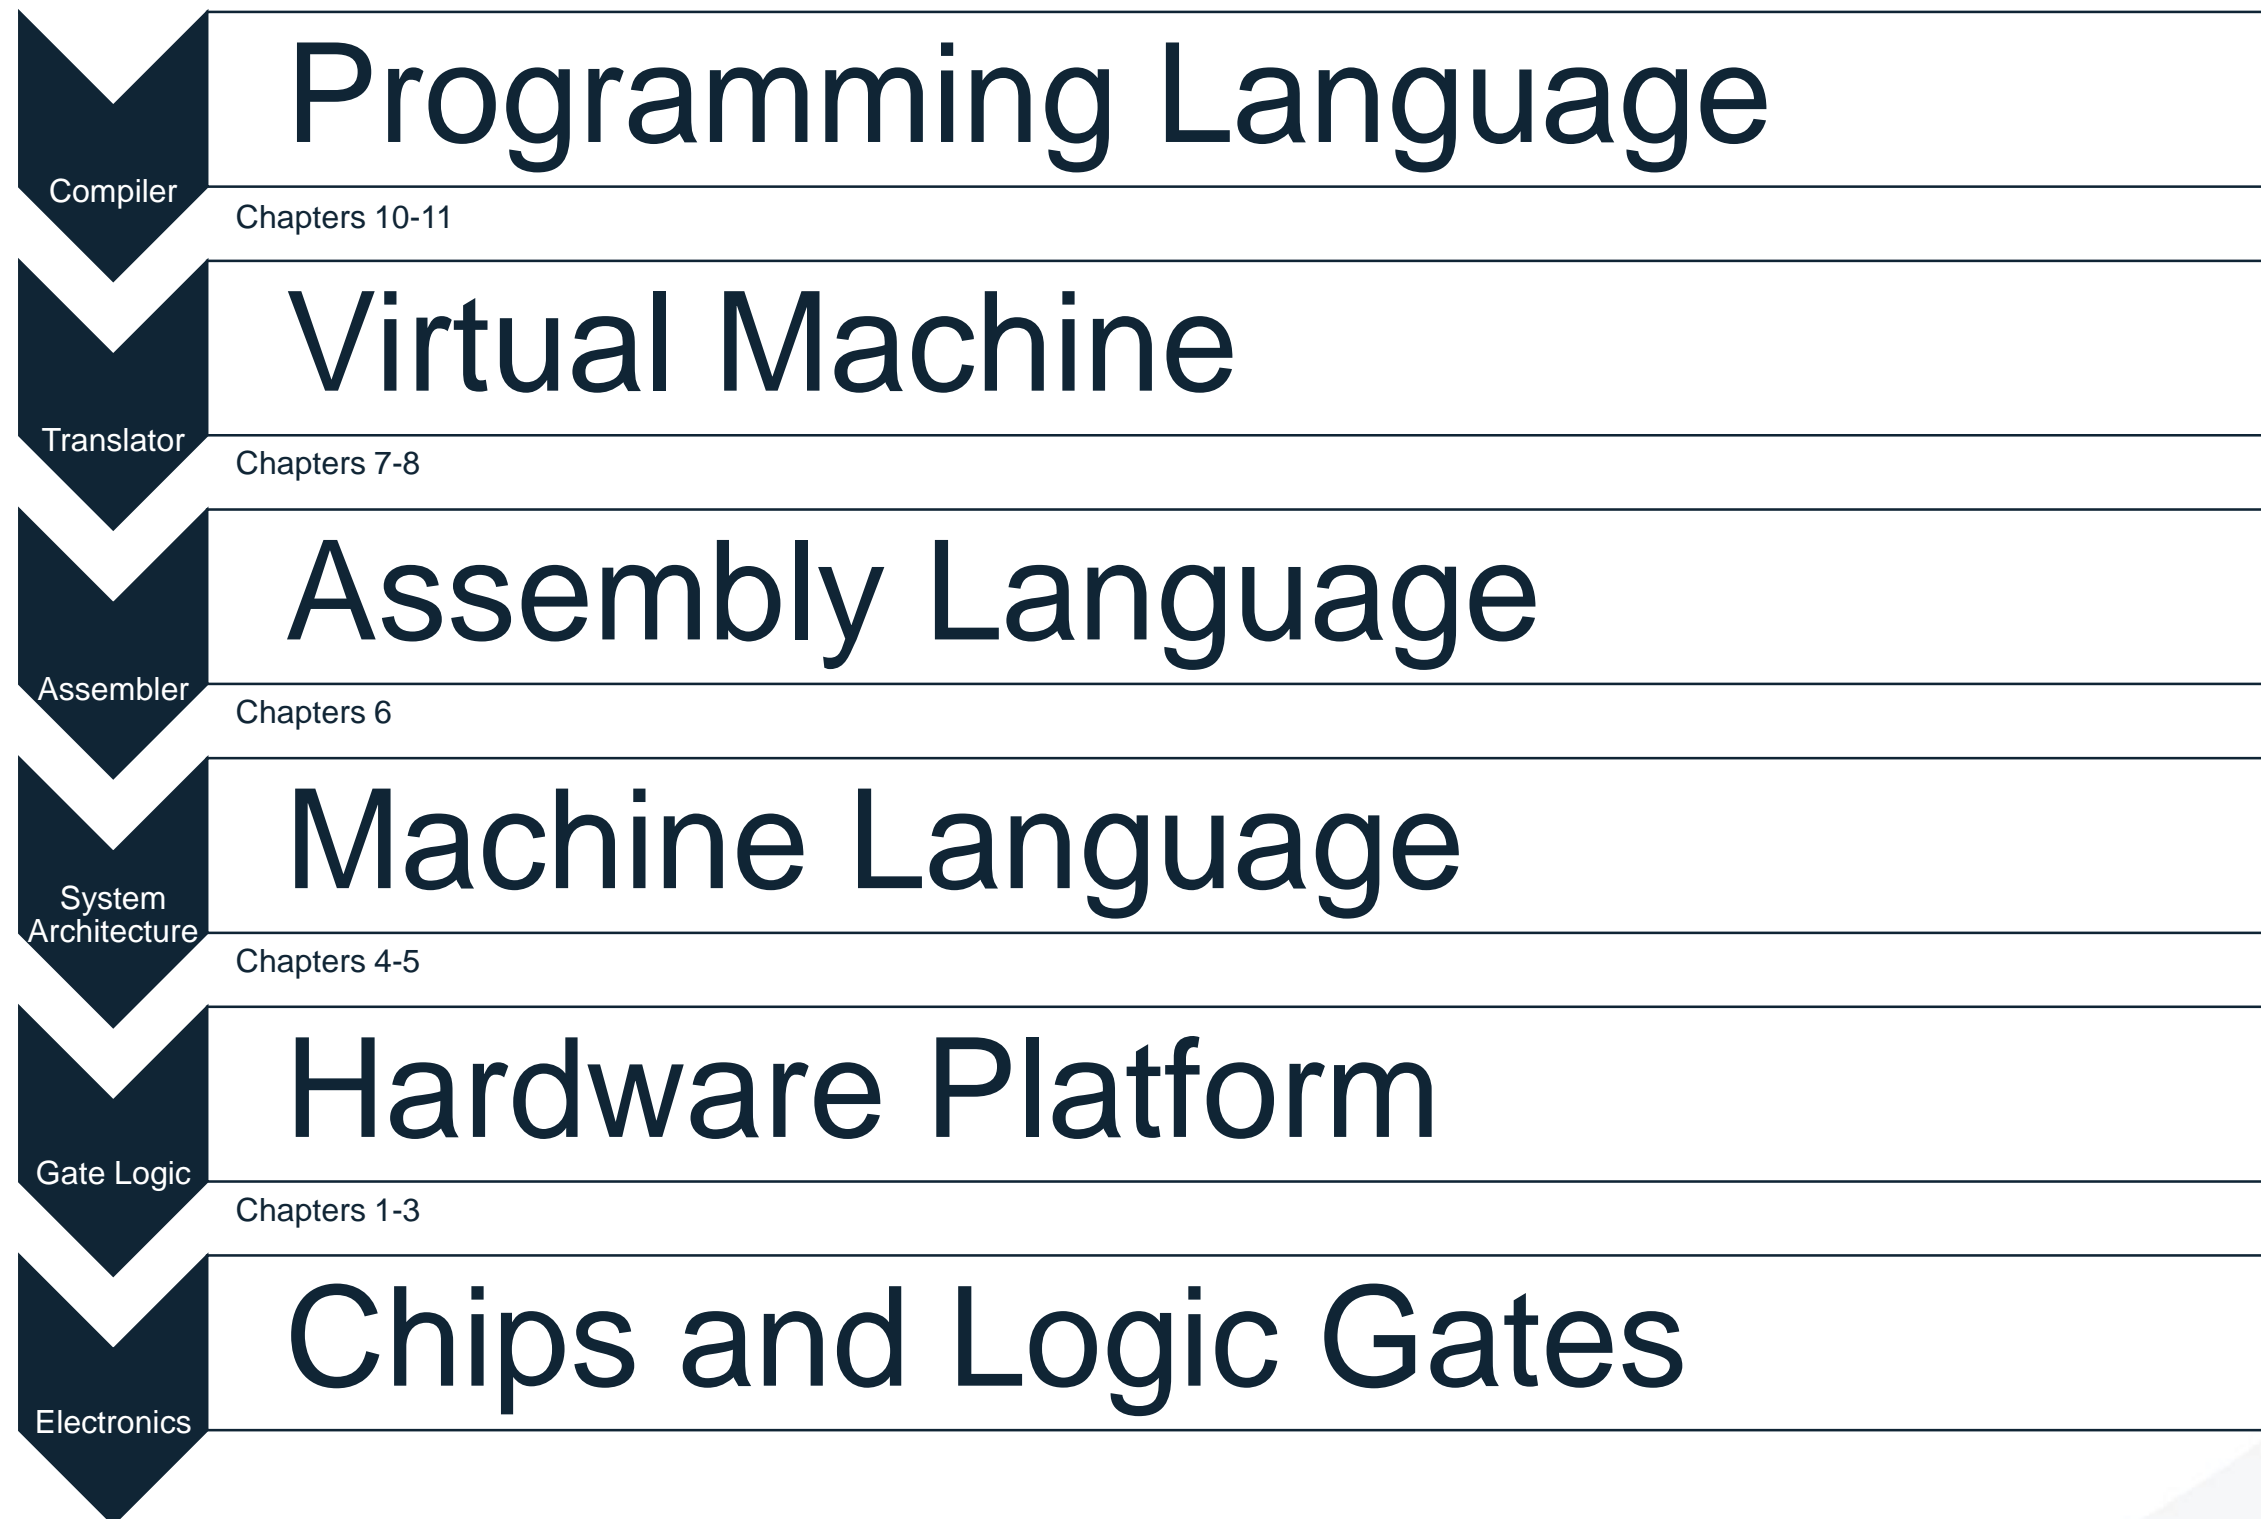 Programming Language
Compiler
Chapters 10-11
Virtual Machine
Translator
Chapters 7-8
Assembly Language
Assembler
Chapters 6
Machine Language
System
Architecture
Chapters 4-5
Hardware Platform
Gate Logic
Chapters 1-3
Chips and Logic Gates
Electronics